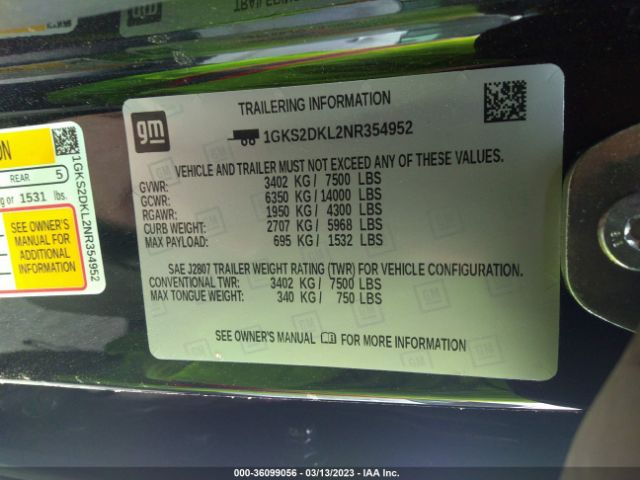 TRAILERING INFORMATION
gm
1GKS2DKL2NR354952
VEHICLE AND TRAILER MUST NOT EXCEED ANY OF THESE VALUES.
GVWR: 3402 KG / 7500 LBS
GCWR: 6350 KG / 14000 LBS
RGAWR: 1950 KG / 4300 LBS
CURB WEIGHT: 2707 KG / 5968 LBS
MAX PAYLOAD: 695 KG / 1532 LBS
SAE J2807 TRAILER WEIGHT RATING (TWR) FOR VEHICLE CONFIGURATION.
CONVENTIONAL TWR: 3402 KG / 7500 LBS
MAX TONGUE WEIGHT: 340 KG / 750 LBS
SEE OWNER'S MANUAL FOR MORE INFORMATION
REAR 5
or 1531 lbs.
SEE OWNER'S
MANUAL FOR
ADDITIONAL
INFORMATION
1GKS2DKL2NR354952
000-36099056 - 03/13/2023 - IAA Inc.